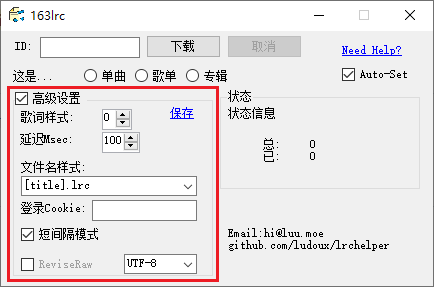 163lrc
ID: 下载 取消 Need Help?
这是... 单曲 歌单 专辑 Auto-Set
高级设置
歌词样式: 0 保存
延迟Msec: 100
文件名样式:
[title].lrc
登录Cookie:
短间隔模式
ReviseRaw UTF-8
状态
状态信息
总: 0
已: 0
Email:hi@luu.moe
github.com/ludoux/lrchelper